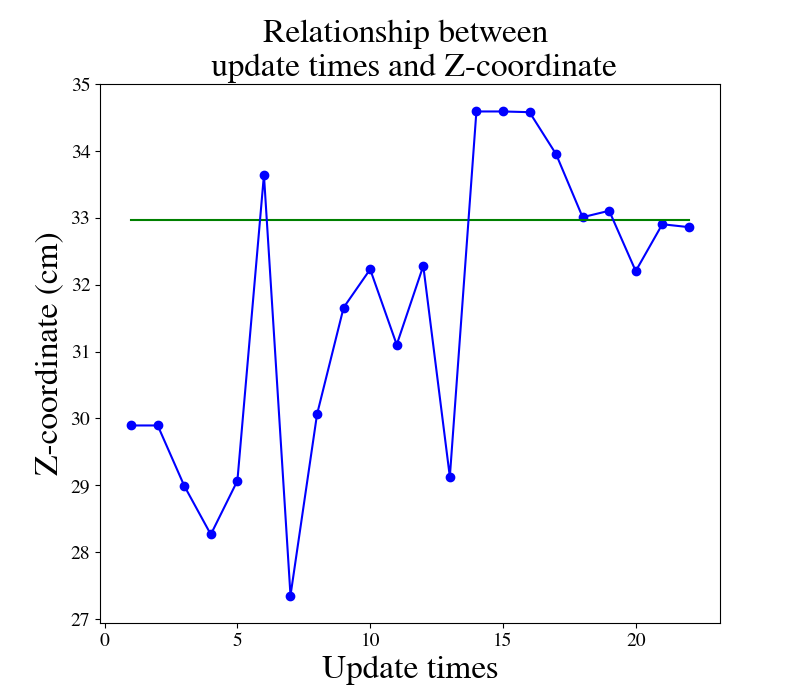 Relationship between
update times and Z-coordinate
35
34
33
32
31
30
29
28
27
Z-coordinate (cm)
0 5 10 15 20
Update times